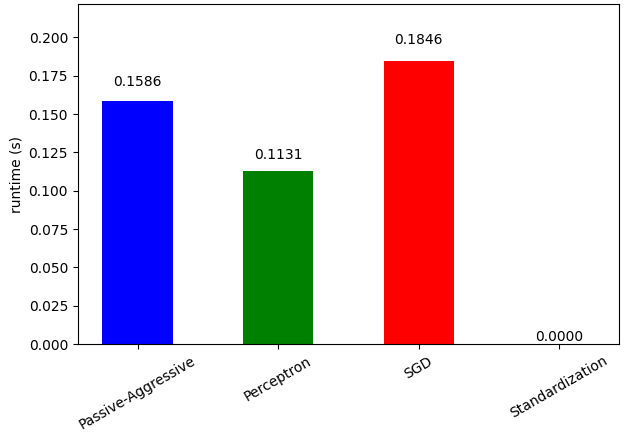 0.200
0.175
0.150
0.125
0.100
0.075
0.050
0.025
0.000
runtime (s)
0.1586
0.1131
0.1846
0.0000
Passive-Aggressive
Perceptron
SGD
Standardization